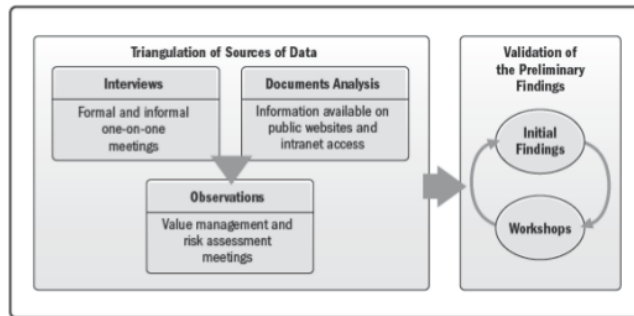 Triangulation of Sources of Data
Interviews
Formal and informal
one-on-one
meetings
Documents Analysis
Information available on
public websites and
intranet access
Observations
Value management and
risk assessment
meetings
Validation of
the Preliminary
Findings
Initial
Findings
Workshops